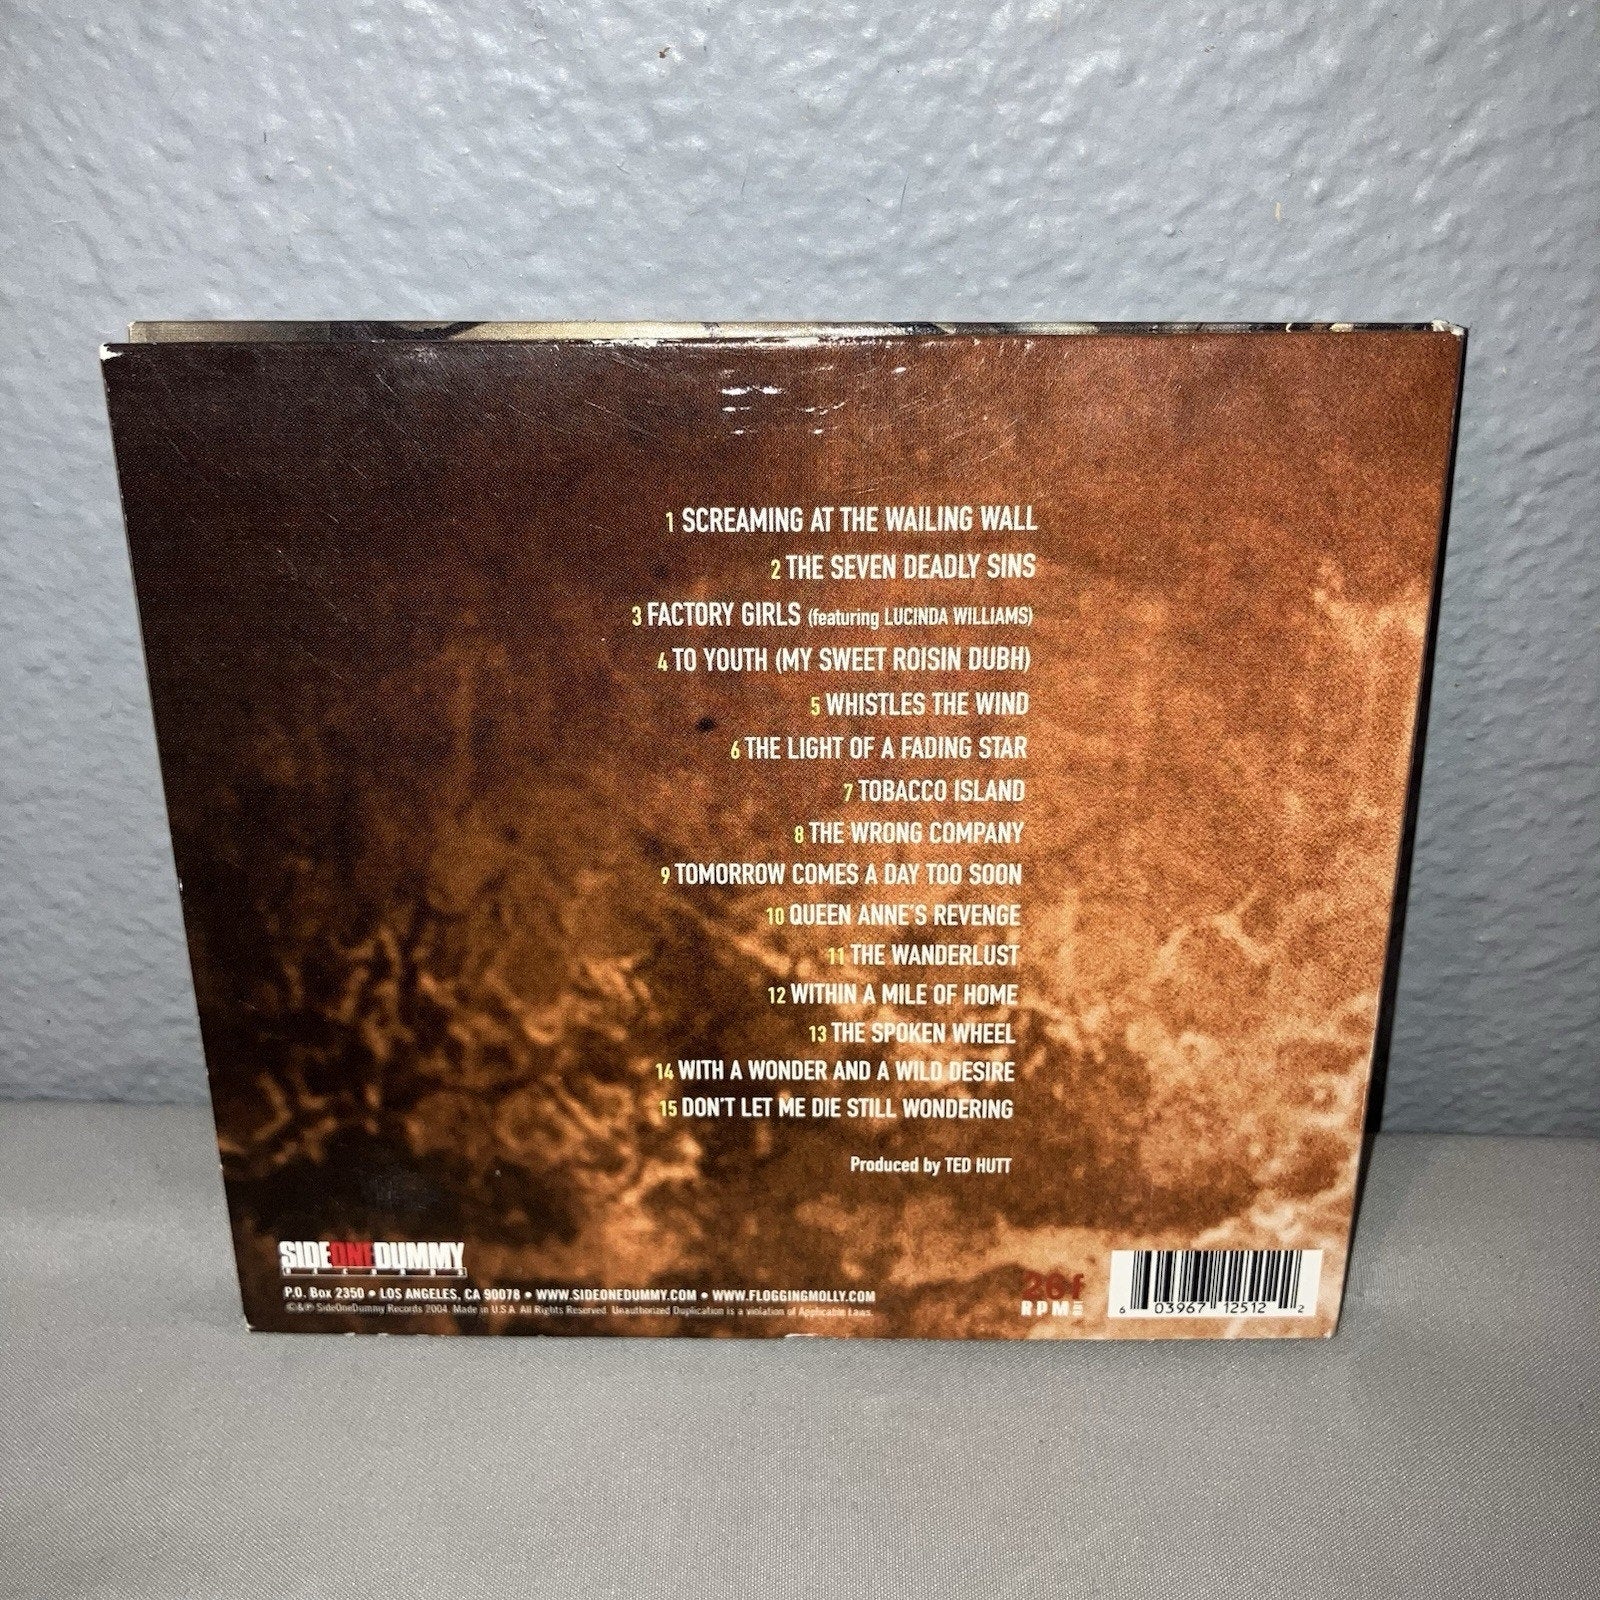 1 SCREAMING AT THE WAILING WALL
2 THE SEVEN DEADLY SINS
3 FACTORY GIRLS (featuring LUCINDA WILLIAMS)
4 TO YOUTH (MY SWEET ROISIN DUBH)
5 WHISTLES THE WIND
6 THE LIGHT OF A FADING STAR
7 TOBACCO ISLAND
8 THE WRONG COMPANY
9 TOMORROW COMES A DAY TOO SOON
10 QUEEN ANNE'S REVENGE
11 THE WANDERLUST
12 WITHIN A MILE OF HOME
13 THE SPOKEN WHEEL
14 WITH A WONDER AND A WILD DESIRE
15 DON'T LET ME DIE STILL WONDERING
Produced by TED HUTT
SIDEONEDUMMY
RECORDS
P.O. Box 2350 • LOS ANGELES, CA 90078 • WWW.SIDEONEDUMMY.COM • WWW.FLOGGINGMOLLY.COM
©&℗ SideOneDummy Records 2004. Made in U.S.A. All Rights Reserved. Unauthorized Duplication is a violation of Applicable Laws.
RPM
6 03967 12512 2